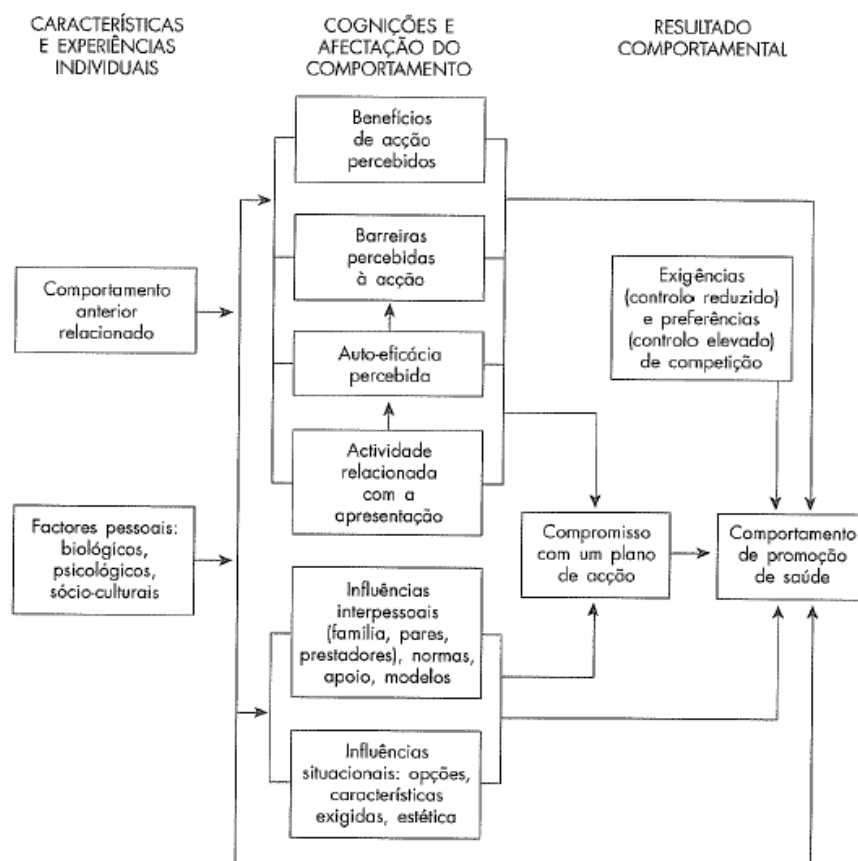 CARACTERÍSTICAS
E EXPERIÊNCIAS
INDIVIDUAIS
COGNIÇÕES E
AFECTAÇÃO DO
COMPORTAMENTO
RESULTADO
COMPORTAMENTAL
Benefícios
de acção
percebidos
Barreiras
percebidas
à acção
Comportamento
anterior
relacionado
Exigências
(controlo reduzido)
e preferências
(controlo elevado)
de competição
Auto-eficácia
percebida
Actividade
relacionada
com a
apresentação
Factores pessoais:
biológicos,
psicológicos,
sócio-culturais
Compromisso
com um plano
de acção
Comportamento
de promoção
de saúde
Influências
interpessoais
(família, pares,
prestadores), normas,
apoio, modelos
Influências
situacionais: opções,
características
exigidas, estética